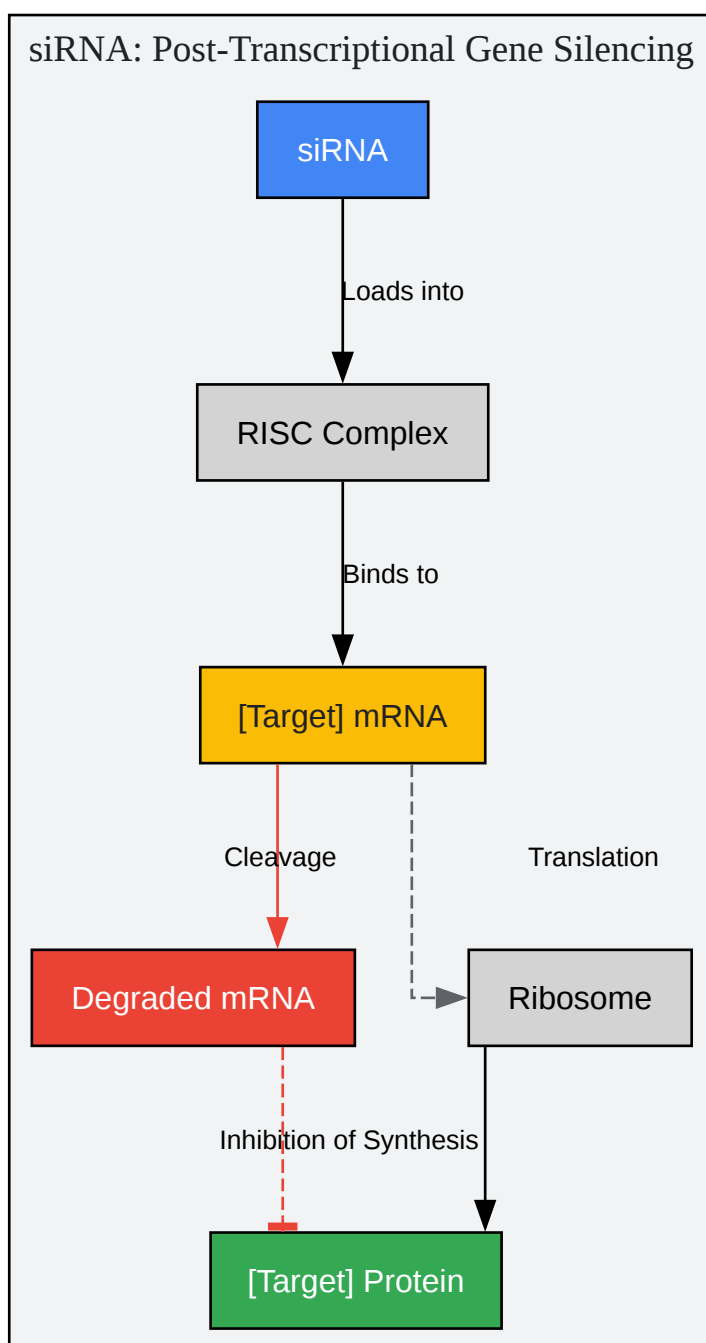 siRNA: Post-Transcriptional Gene Silencing
siRNA
Loads into
RISC Complex
Binds to
[Target] mRNA
Cleavage
Translation
Degraded mRNA
Ribosome
Inhibition of Synthesis
[Target] Protein